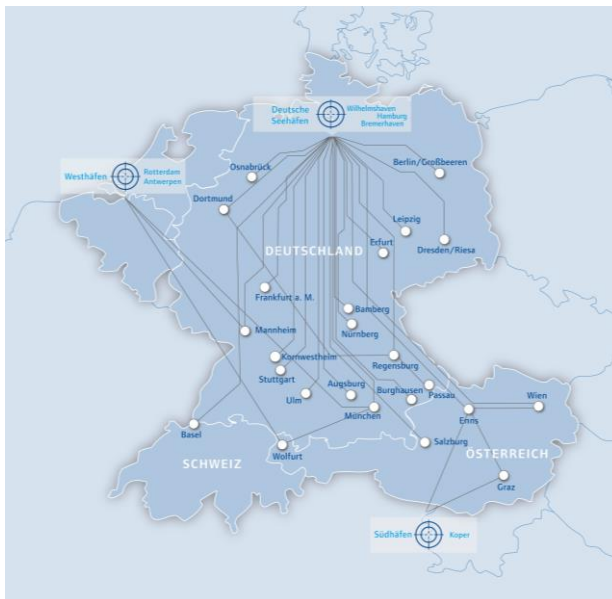 Deutsche
Seehäfen
Wilhelmshaven
Hamburg
Bremerhaven
Westhäfen
Rotterdam
Antwerpen
Osnabrück
Berlin/Großbeeren
Dortmund
Leipzig
DEUTSCHLAND
Erfurt
Dresden/Riesa
Frankfurt a. M.
Bamberg
Mannheim
Nürnberg
Kornwestheim
Regensburg
Stuttgart
Augsburg
Burghausen
Passau
Ulm
München
Enns
Wien
Basel
Wolfurt
Salzburg
SCHWEIZ
ÖSTERREICH
Graz
Südhäfen
Koper